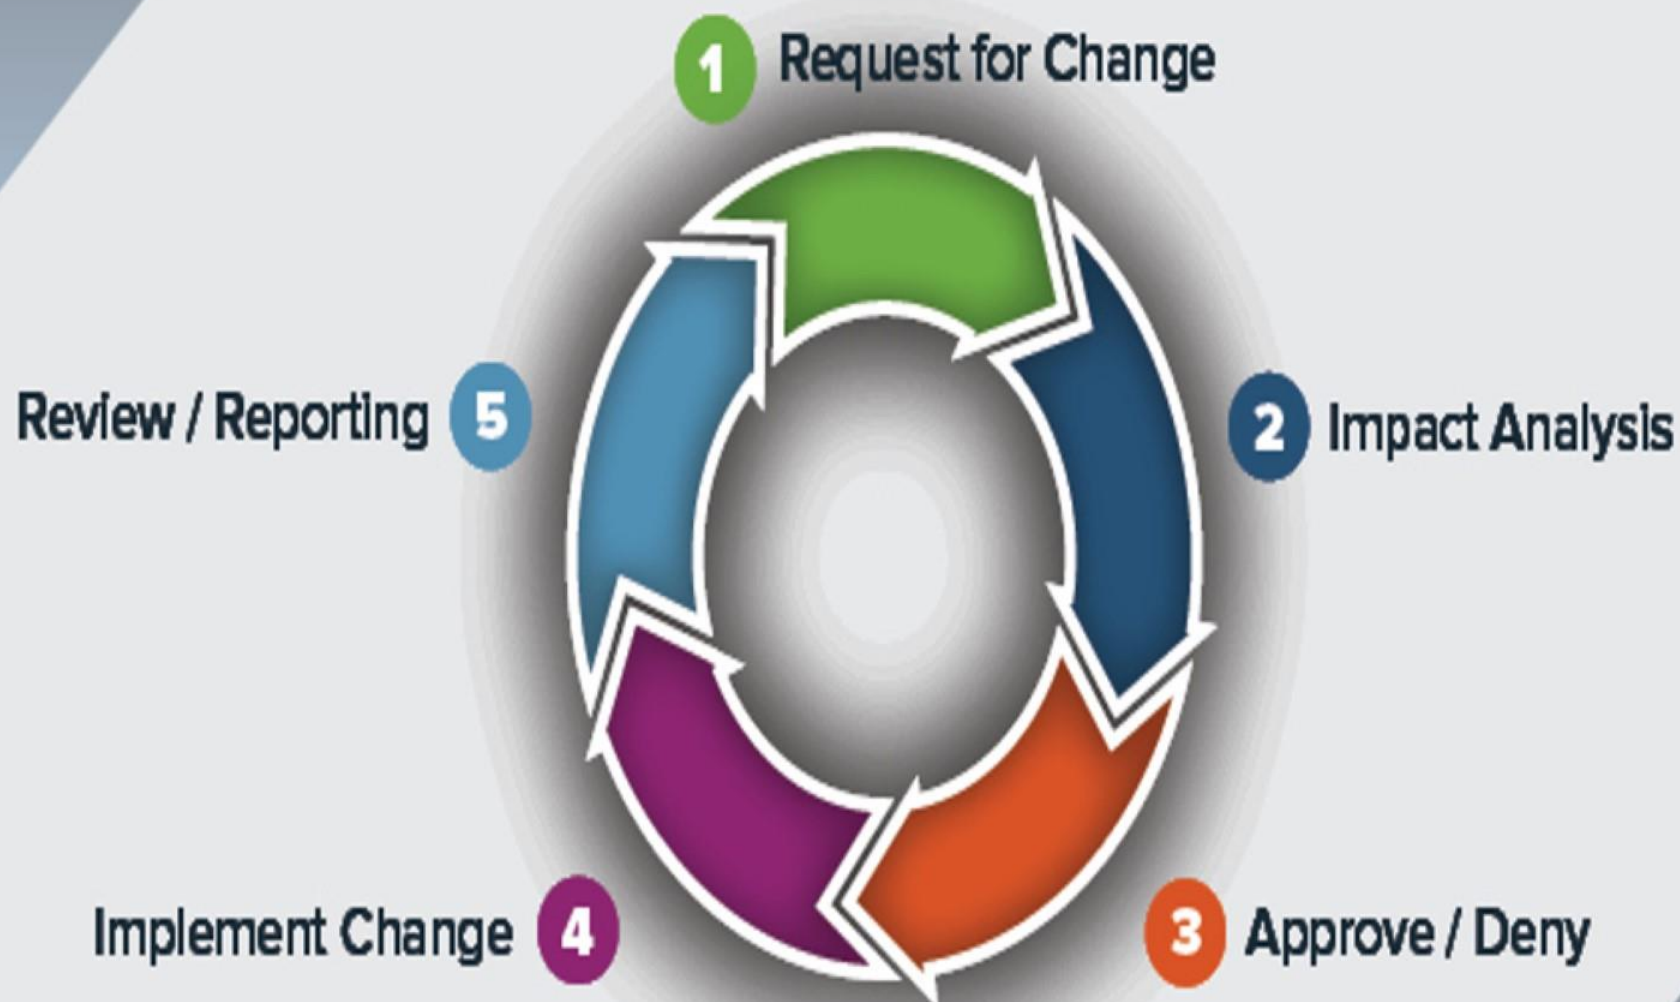 1 Request for Change
2 Impact Analysis
3 Approve / Deny
4 Implement Change
5 Review / Reporting